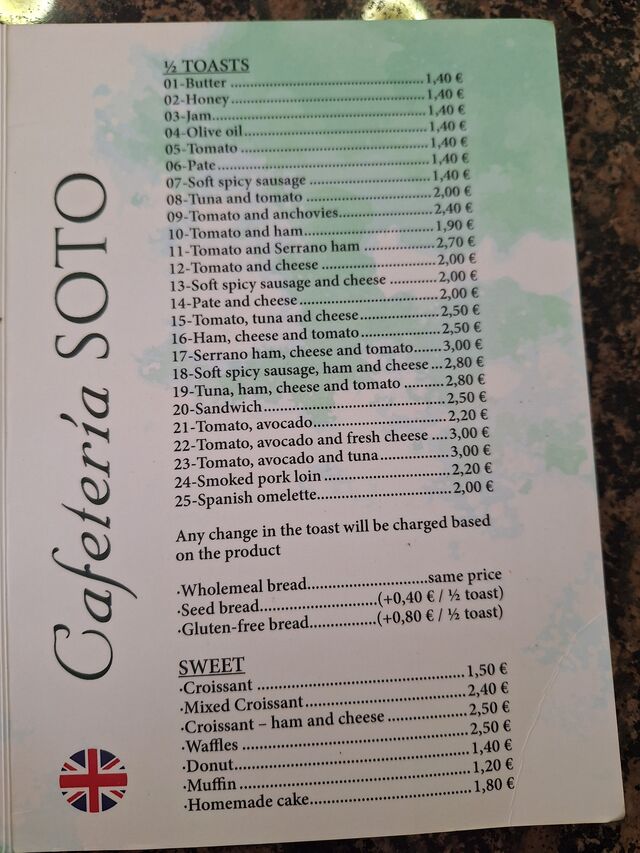 Cafetería SOTO
½ TOASTS
01-Butter ........................................................1,40 €
02-Honey........................................................1,40 €
03-Jam............................................................1,40 €
04-Olive oil.....................................................1,40 €
05-Tomato ......................................................1,40 €
06-Pate............................................................1,40 €
07-Soft spicy sausage .....................................1,40 €
08-Tuna and tomato ......................................2,00 €
09-Tomato and anchovies..............................2,40 €
10-Tomato and ham.......................................1,90 €
11-Tomato and Serrano ham .........................2,70 €
12-Tomato and cheese ...................................2,00 €
13-Soft spicy sausage and cheese ..................2,00 €
14-Pate and cheese.........................................2,00 €
15-Tomato, tuna and cheese..........................2,50 €
16-Ham, cheese and tomato..........................2,50 €
17-Serrano ham, cheese and tomato.......3,00 €
18-Soft spicy sausage, ham and cheese ...2,80 €
19-Tuna, ham, cheese and tomato ..........2,80 €
20-Sandwich..............................................2,50 €
21-Tomato, avocado..................................2,20 €
22-Tomato, avocado and fresh cheese ....3,00 €
23-Tomato, avocado and tuna.................3,00 €
24-Smoked pork loin ...............................2,20 €
25-Spanish omelette.................................2,00 €
Any change in the toast will be charged based
on the product
·Wholemeal bread..............................same price
·Seed bread.......................(+0,40 € / ½ toast)
·Gluten-free bread................(+0,80 € / ½ toast)
SWEET
·Croissant ..................................................1,50 €
·Mixed Croissant.......................................2,40 €
·Croissant – ham and cheese ...................2,50 €
·Waffles ......................................................2,50 €
·Donut........................................................1,40 €
·Muffin .......................................................1,20 €
·Homemade cake.......................................1,80 €